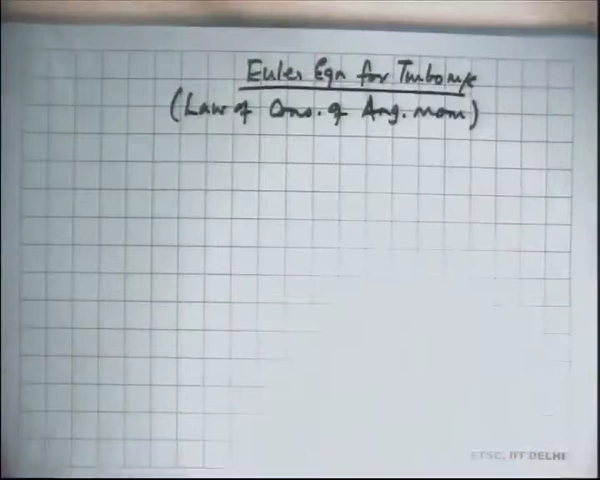 Euler Eqn for Turbomc
(Law of Cons. of Ang. mom)
ETSC, IIT DELHI